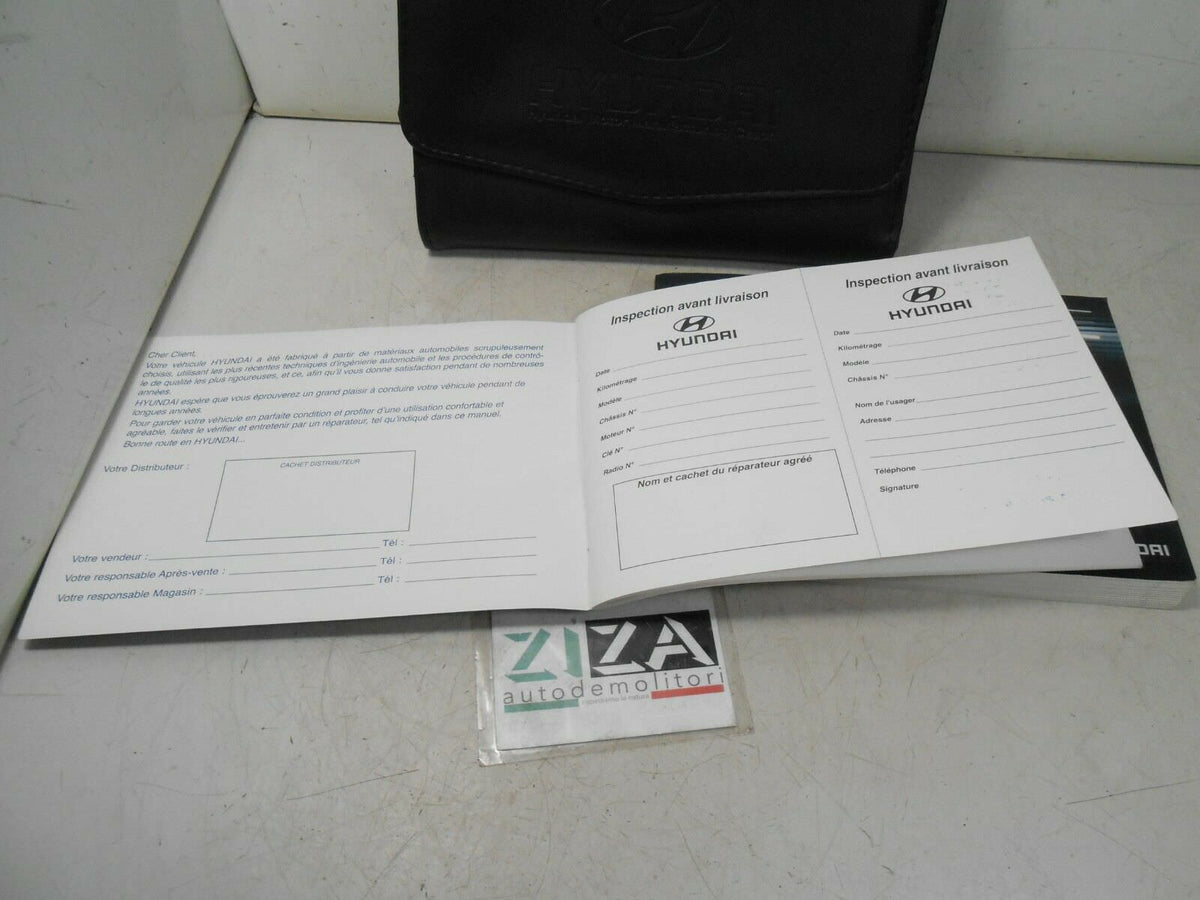 HYUNDAI
Cher Client,
Votre véhicule HYUNDAI a été fabriqué à partir de matériaux automobiles scrupuleusement
choisis, utilisant les plus récentes techniques d'ingénierie automobile et les procédures de contrô-
le de qualité les plus rigoureuses, et ce, afin qu'il vous donne satisfaction pendant de nombreuses
années.
HYUNDAI espère que vous éprouverez un grand plaisir à conduire votre véhicule pendant de
longues années.
Pour garder votre véhicule en parfaite condition et profiter d'une utilisation confortable et
agréable, faites le vérifier et entretenir par un réparateur, tel qu'indiqué dans ce manuel.
Bonne route en HYUNDAI...
Votre Distributeur :
CACHET DISTRIBUTEUR
Votre vendeur : Tél :
Votre responsable Après-vente : Tél :
Votre responsable Magasin : Tél :
Inspection avant livraison
HYUNDAI
Date
Kilométrage
Modèle
Châssis N°
Moteur N°
Clé N°
Radio N°
Nom et cachet du réparateur agréé
Inspection avant livraison
HYUNDAI
Date
Kilométrage
Modèle
Châssis N°
Nom de l'usager
Adresse
Téléphone
Signature
DAI
ZIZA
autodemolitori